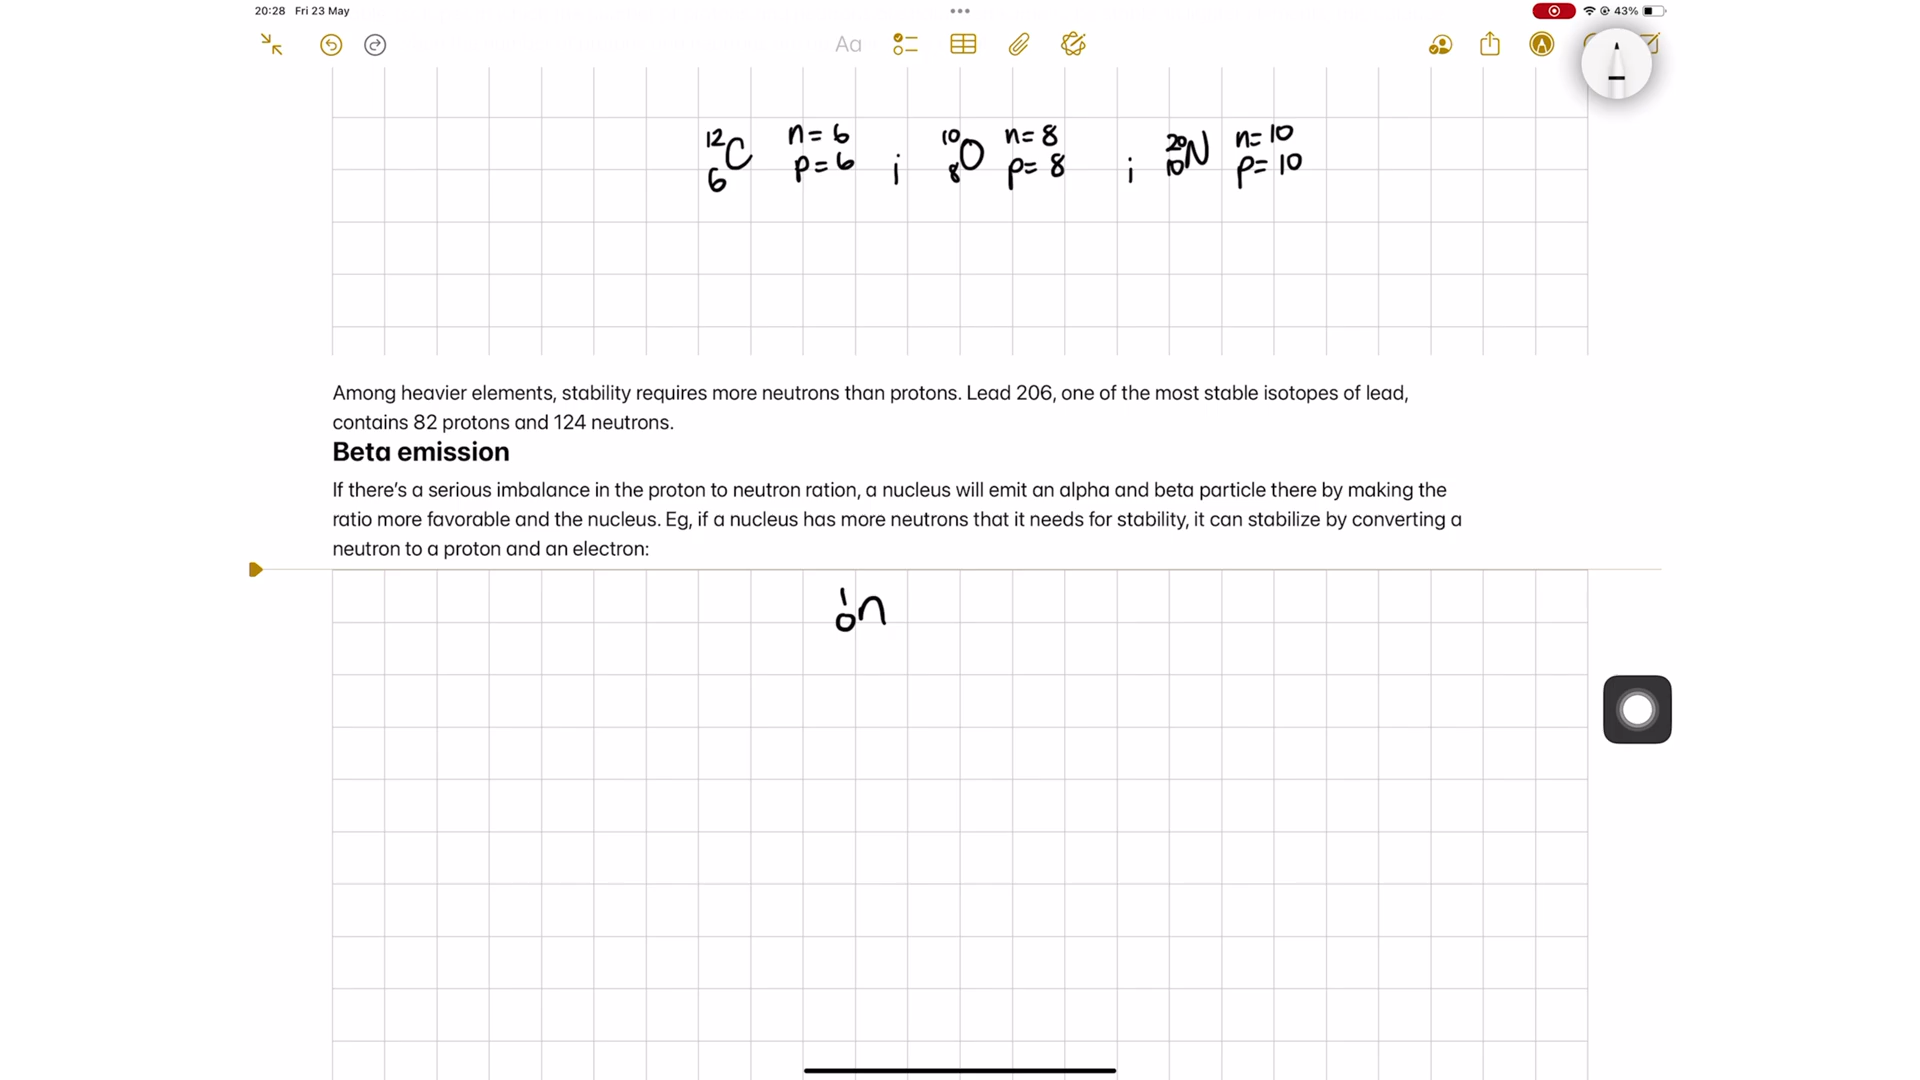 20:28 Fri 23 May 43%
Aa
12 6 C n = 6 p = 6 ; 10 8 O n = 8 p = 8 ; 20 10 N n = 10 p = 10
Among heavier elements, stability requires more neutrons than protons. Lead 206, one of the most stable isotopes of lead,
contains 82 protons and 124 neutrons.
Beta emission
If there's a serious imbalance in the proton to neutron ration, a nucleus will emit an alpha and beta particle there by making the
ratio more favorable and the nucleus. Eg, if a nucleus has more neutrons that it needs for stability, it can stabilize by converting a
neutron to a proton and an electron:
1 0 n